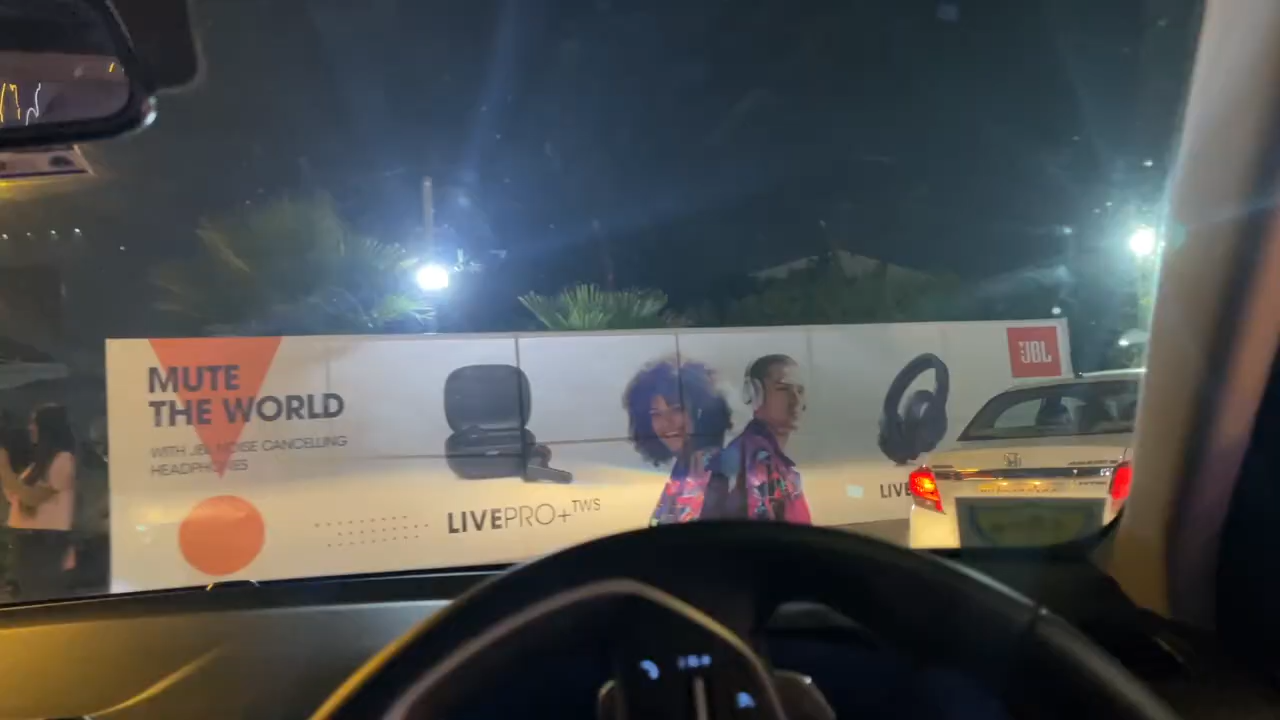 MUTE
THE WORLD
WITH JBL NOISE CANCELLING
HEADPHONES
LIVEPRO+TWS
LIVE
JBL